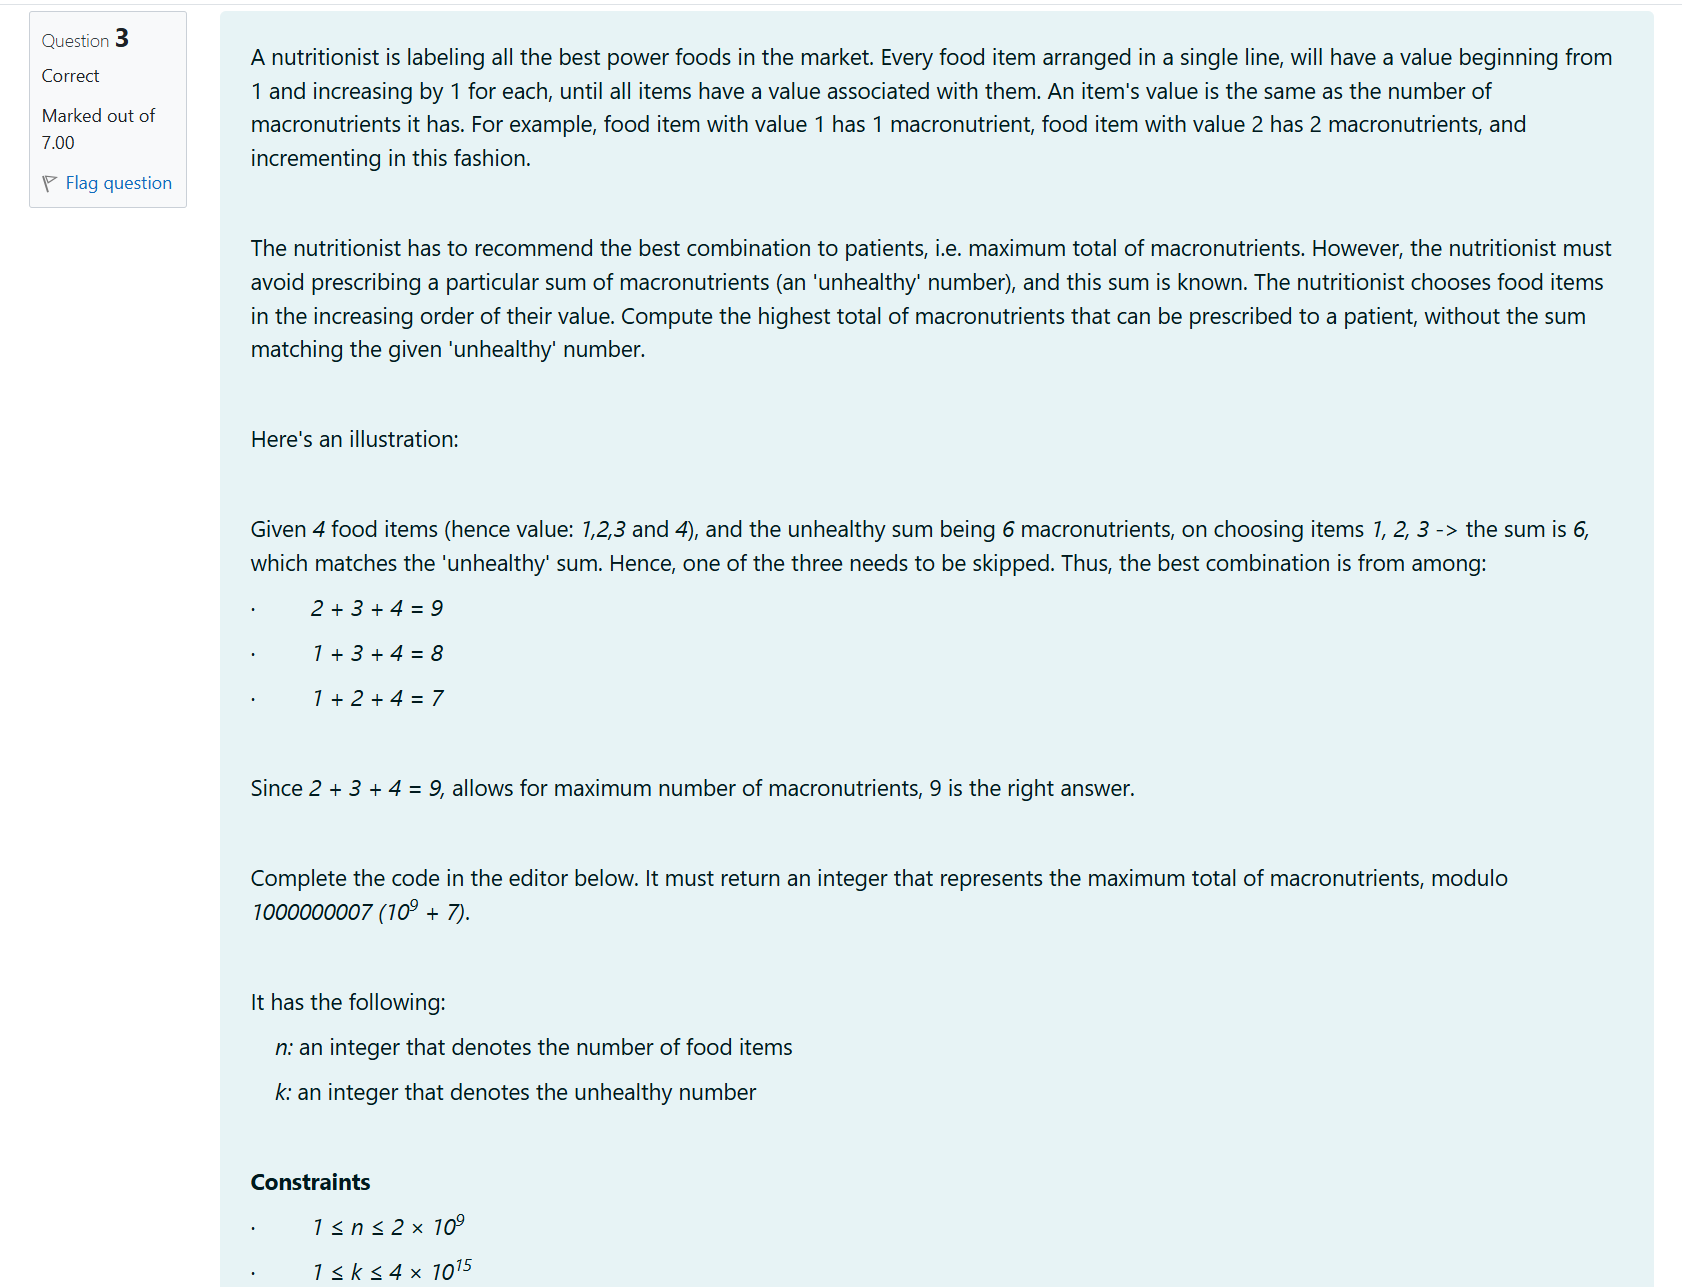 Question 3
Correct
Marked out of
7.00
Flag question
A nutritionist is labeling all the best power foods in the market. Every food item arranged in a single line, will have a value beginning from
1 and increasing by 1 for each, until all items have a value associated with them. An item's value is the same as the number of
macronutrients it has. For example, food item with value 1 has 1 macronutrient, food item with value 2 has 2 macronutrients, and
incrementing in this fashion.
The nutritionist has to recommend the best combination to patients, i.e. maximum total of macronutrients. However, the nutritionist must
avoid prescribing a particular sum of macronutrients (an 'unhealthy' number), and this sum is known. The nutritionist chooses food items
in the increasing order of their value. Compute the highest total of macronutrients that can be prescribed to a patient, without the sum
matching the given 'unhealthy' number.
Here's an illustration:
Given 4 food items (hence value: 1,2,3 and 4), and the unhealthy sum being 6 macronutrients, on choosing items 1, 2, 3 -> the sum is 6,
which matches the 'unhealthy' sum. Hence, one of the three needs to be skipped. Thus, the best combination is from among:
· 2 + 3 + 4 = 9
· 1 + 3 + 4 = 8
· 1 + 2 + 4 = 7
Since 2 + 3 + 4 = 9, allows for maximum number of macronutrients, 9 is the right answer.
Complete the code in the editor below. It must return an integer that represents the maximum total of macronutrients, modulo
1000000007 (10⁹ + 7).
It has the following:
n: an integer that denotes the number of food items
k: an integer that denotes the unhealthy number
Constraints
· 1 ≤ n ≤ 2 × 10⁹
· 1 ≤ k ≤ 4 × 10¹⁵